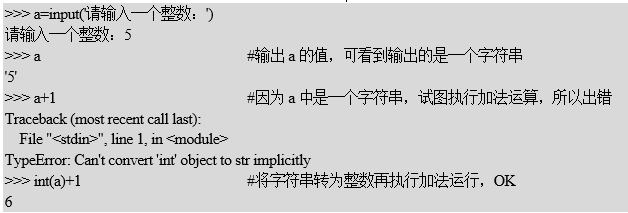 >>> a=input('请输入一个整数：')
请输入一个整数：5
>>> a #输出 a 的值，可看到输出的是一个字符串
'5'
>>> a+1 #因为 a 中是一个字符串，试图执行加法运算，所以出错
Traceback (most recent call last):
File "<stdin>", line 1, in <module>
TypeError: Can't convert 'int' object to str implicitly
>>> int(a)+1 #将字符串转为整数再执行加法运行，OK
6